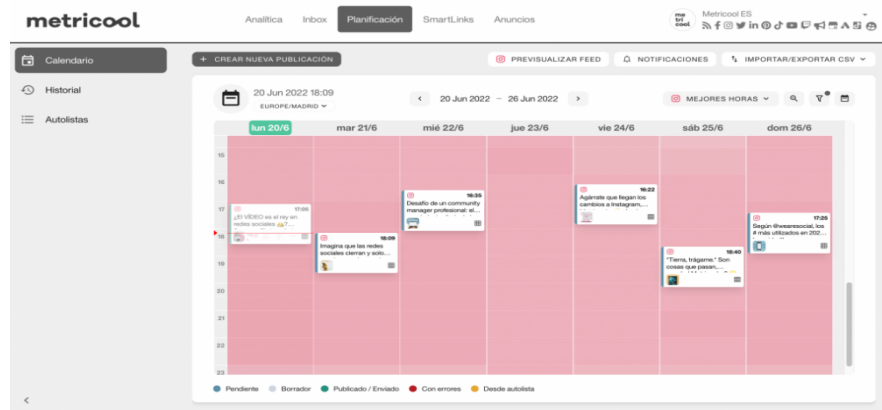 metricool
Analítica Inbox Planificación SmartLinks Anuncios
me tri cool
Metricool ES
Calendario
Historial
Autolistas
+ CREAR NUEVA PUBLICACIÓN
PREVISUALIZAR FEED
NOTIFICACIONES
IMPORTAR/EXPORTAR CSV
20 Jun 2022 18:09
EUROPE/MADRID
20 Jun 2022 – 26 Jun 2022
MEJORES HORAS
lun 20/6 mar 21/6 mié 22/6 jue 23/6 vie 24/6 sáb 25/6 dom 26/6
15
16
17
18
19
20
21
22
23
17:05
¿El VÍDEO es el rey en
redes sociales
18:09
Imagina que las redes
sociales cierran y solo...
16:35
Desafío de un community
manager profesional: el...
16:22
Agárrate que llegan los
cambios a Instagram,...
18:40
"Tierra, trágame." Son
cosas que pasan,...
17:25
Según @wearesocial, los
# más utilizados en 202...
Pendiente Borrador Publicado / Enviado Con errores Desde autolista